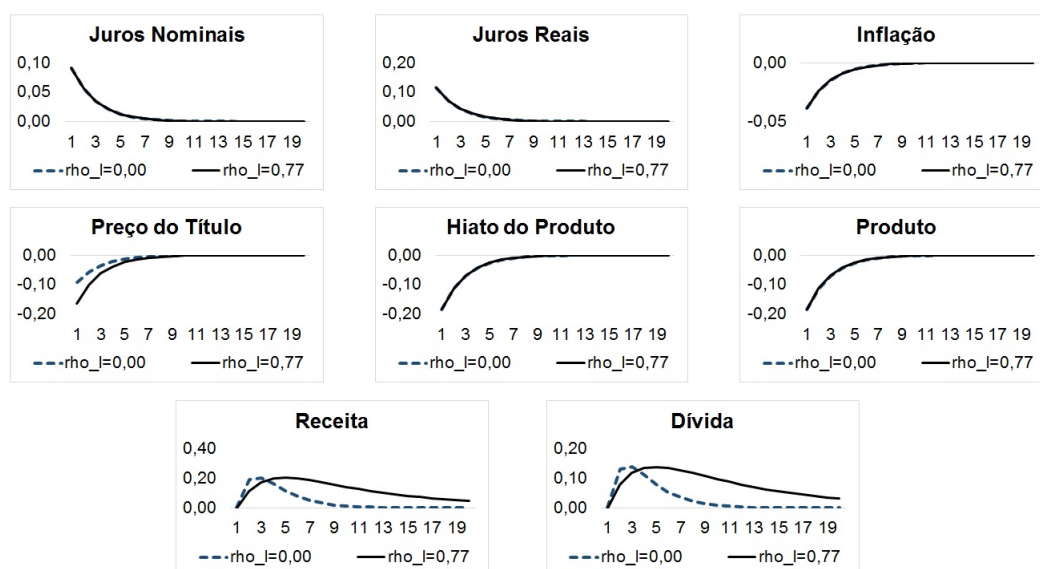 Juros Nominais
0,10
0,05
0,00
1 3 5 7 9 11 13 15 17 19
rho_l=0,00 rho_l=0,77
Juros Reais
0,20
0,10
0,00
1 3 5 7 9 11 13 15 17 19
rho_l=0,00 rho_l=0,77
Inflação
0,00
-0,05
1 3 5 7 9 11 13 15 17 19
rho_l=0,00 rho_l=0,77
Preço do Título
0,00
-0,10
-0,20
1 3 5 7 9 11 13 15 17 19
rho_l=0,00 rho_l=0,77
Hiato do Produto
0,00
-0,10
-0,20
1 3 5 7 9 11 13 15 17 19
rho_l=0,00 rho_l=0,77
Produto
0,00
-0,10
-0,20
1 3 5 7 9 11 13 15 17 19
rho_l=0,00 rho_l=0,77
Receita
0,40
0,20
0,00
1 3 5 7 9 11 13 15 17 19
rho_l=0,00 rho_l=0,77
Dívida
0,20
0,10
0,00
1 3 5 7 9 11 13 15 17 19
rho_l=0,00 rho_l=0,77